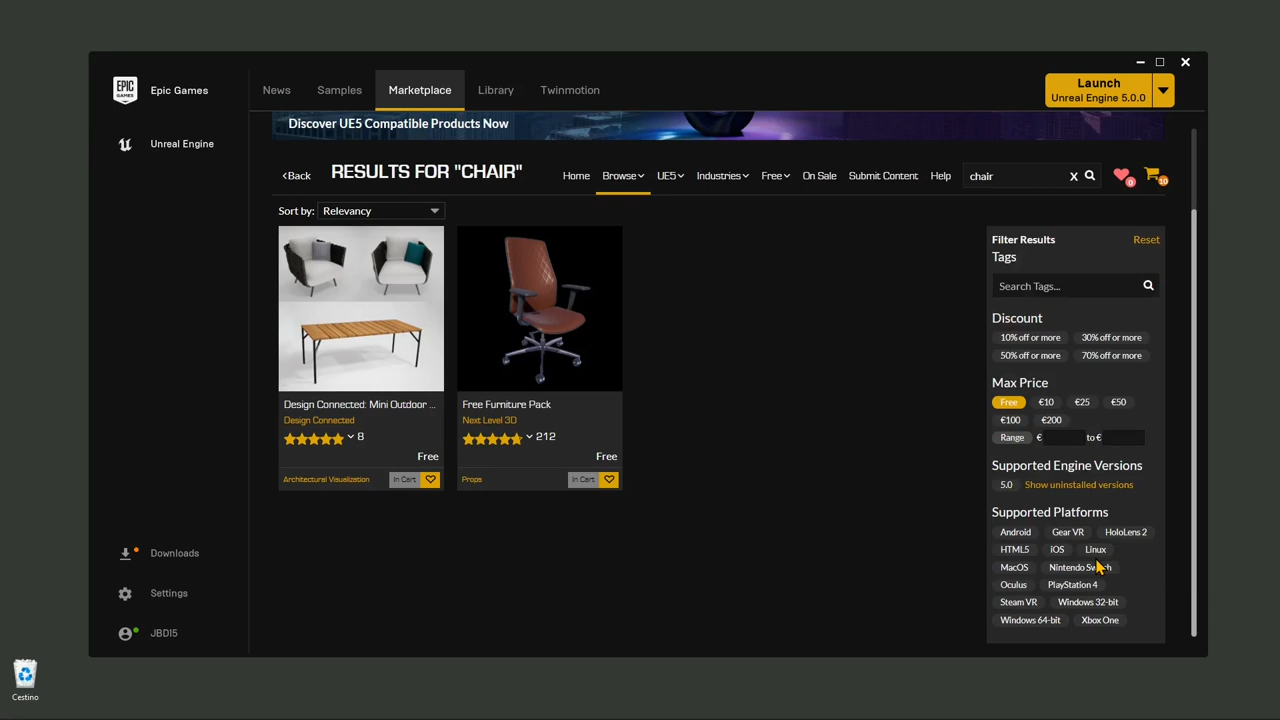 EPIC GAMES
Epic Games
News
Samples
Marketplace
Library
Twinmotion
Launch
Unreal Engine 5.0.0
Unreal Engine
Discover UE5 Compatible Products Now
Back
RESULTS FOR "CHAIR"
Home
Browse
UE5
Industries
Free
On Sale
Submit Content
Help
chair
X
0
10
Sort by:
Relevancy
Design Connected: Mini Outdoor ...
Design Connected
8
Free
Architectural Visualization
In Cart
Free Furniture Pack
Next Level 3D
212
Free
Props
In Cart
Filter Results
Reset
Tags
Search Tags...
Discount
10% off or more
30% off or more
50% off or more
70% off or more
Max Price
Free
€10
€25
€50
€100
€200
Range
€
to €
Supported Engine Versions
5.0
Show uninstalled versions
Supported Platforms
Android
Gear VR
HoloLens 2
HTML5
iOS
Linux
MacOS
Nintendo Switch
Oculus
PlayStation 4
Steam VR
Windows 32-bit
Windows 64-bit
Xbox One
Downloads
Settings
JBDI5
Cestino